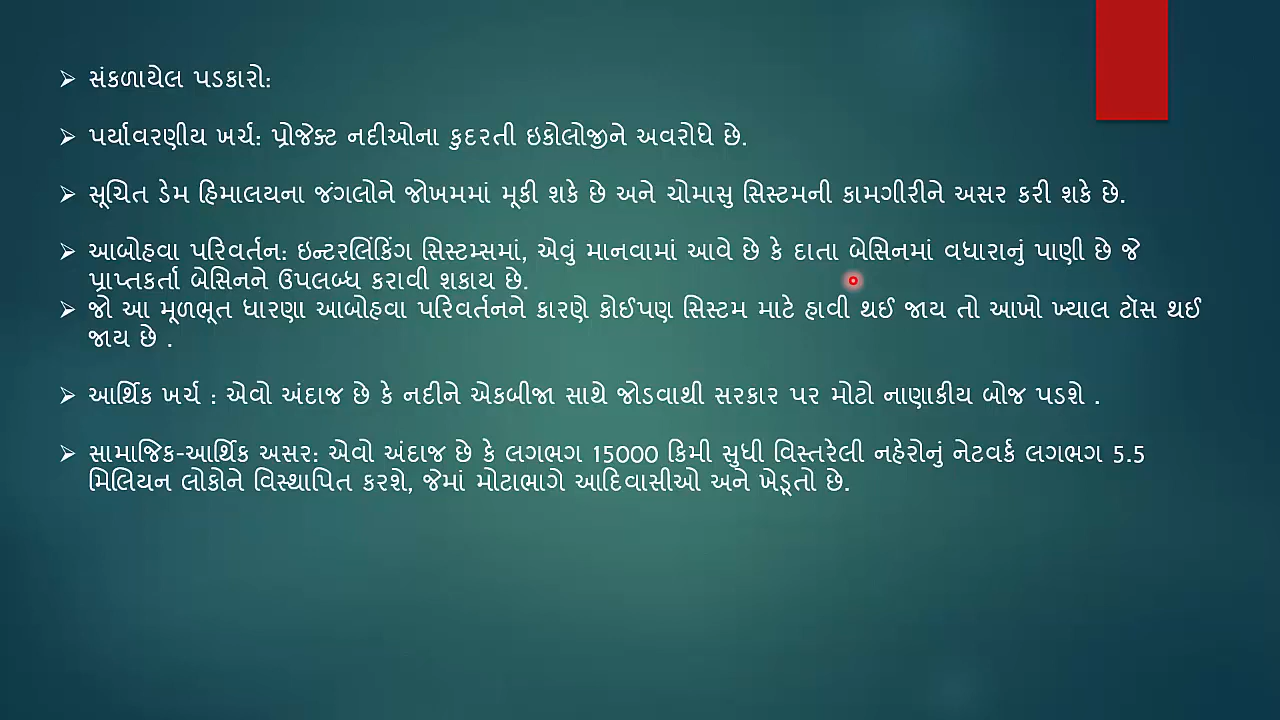 ➢ સંકળાયેલ પડકારો:
➢ પર્યાવરણીય ખર્ચ: પ્રોજેક્ટ નદીઓના કુદરતી ઇકોલોજીને અવરોધે છે.
➢ સૂચિત ડેમ હિમાલયના જંગલોને જોખમમાં મૂકી શકે છે અને ચોમાસુ સિસ્ટમની કામગીરીને અસર કરી શકે છે.
➢ આબોહવા પરિવર્તન: ઇન્ટરલિંકિંગ સિસ્ટમ્સમાં, એવું માનવામાં આવે છે કે દાતા બેસિનમાં વધારાનું પાણી છે જે
પ્રાપ્તકર્તા બેસિનને ઉપલબ્ધ કરાવી શકાય છે.
➢ જો આ મૂળભૂત ધારણા આબોહવા પરિવર્તનને કારણે કોઈપણ સિસ્ટમ માટે હાવી થઈ જાય તો આખો ખ્યાલ ટૉસ થઈ
જાય છે .
➢ આર્થિક ખર્ચ : એવો અંદાજ છે કે નદીને એકબીજા સાથે જોડવાથી સરકાર પર મોટો નાણાકીય બોજ પડશે .
➢ સામાજિક-આર્થિક અસર: એવો અંદાજ છે કે લગભગ 15000 કિમી સુધી વિસ્તરેલી નહેરોનું નેટવર્ક લગભગ 5.5
મિલિયન લોકોને વિસ્થાપિત કરશે, જેમાં મોટાભાગે આદિવાસીઓ અને ખેડૂતો છે.